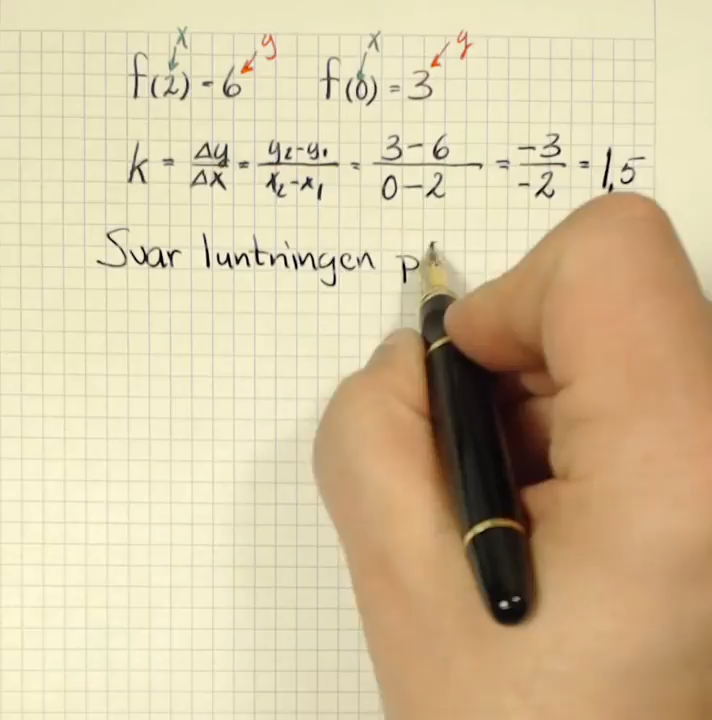 x y x y
f(2) - 6 f(0) = 3
k = Δy/Δx = y₂-y₁/x₂-x₁ = 3-6/0-2 = -3/-2 = 1,5
Svar luntningen p